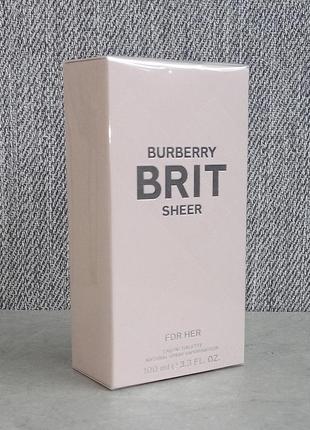 BURBERRY
BRIT
SHEER
FOR HER
EAU DE TOILETTE
NATURAL SPRAY VAPORISATEUR
100 ml ℮ 3.3 FL. OZ.